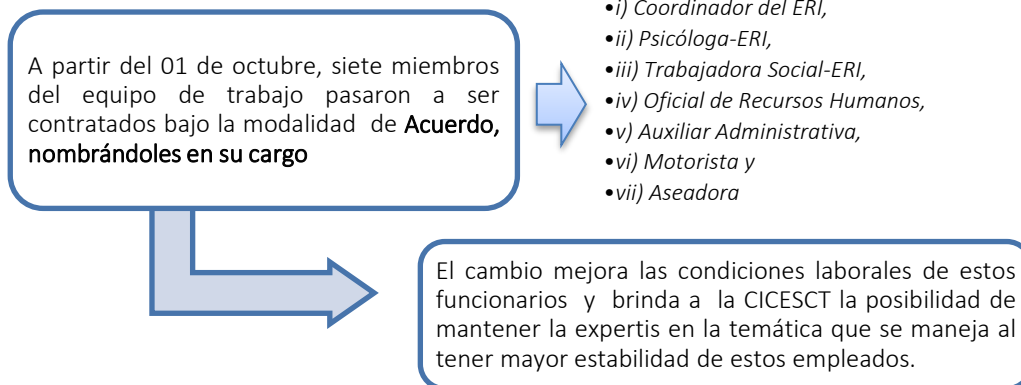 A partir del 01 de octubre, siete miembros
del equipo de trabajo pasaron a ser
contratados bajo la modalidad de Acuerdo,
nombrándoles en su cargo
•i) Coordinador del ERI,
•ii) Psicóloga-ERI,
•iii) Trabajadora Social-ERI,
•iv) Oficial de Recursos Humanos,
•v) Auxiliar Administrativa,
•vi) Motorista y
•vii) Aseadora
El cambio mejora las condiciones laborales de estos
funcionarios y brinda a la CICESCT la posibilidad de
mantener la expertis en la temática que se maneja al
tener mayor estabilidad de estos empleados.